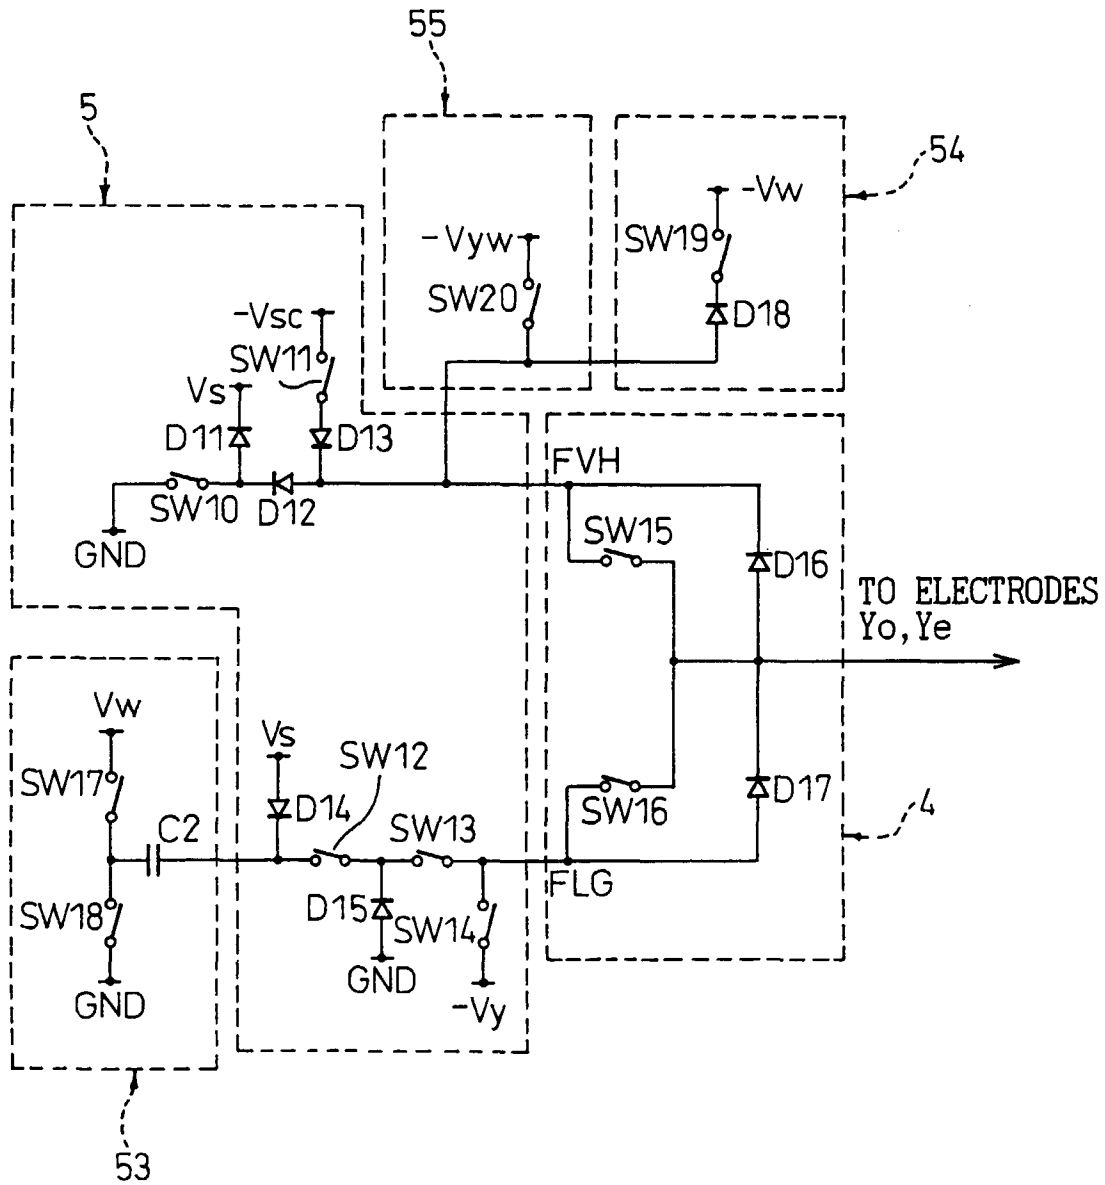 55
5
54
-Vw
SW19
-Vyw
SW20
D18
-Vsc
SW11
Vs
D11
D13
FVH
SW10
D12
SW15
GND
D16
TO ELECTRODES
Yo,Ye
Vw
Vs
SW12
SW17
D14
SW13
SW16
D17
4
C2
FLG
SW18
D15
SW14
GND
GND
-Vy
53